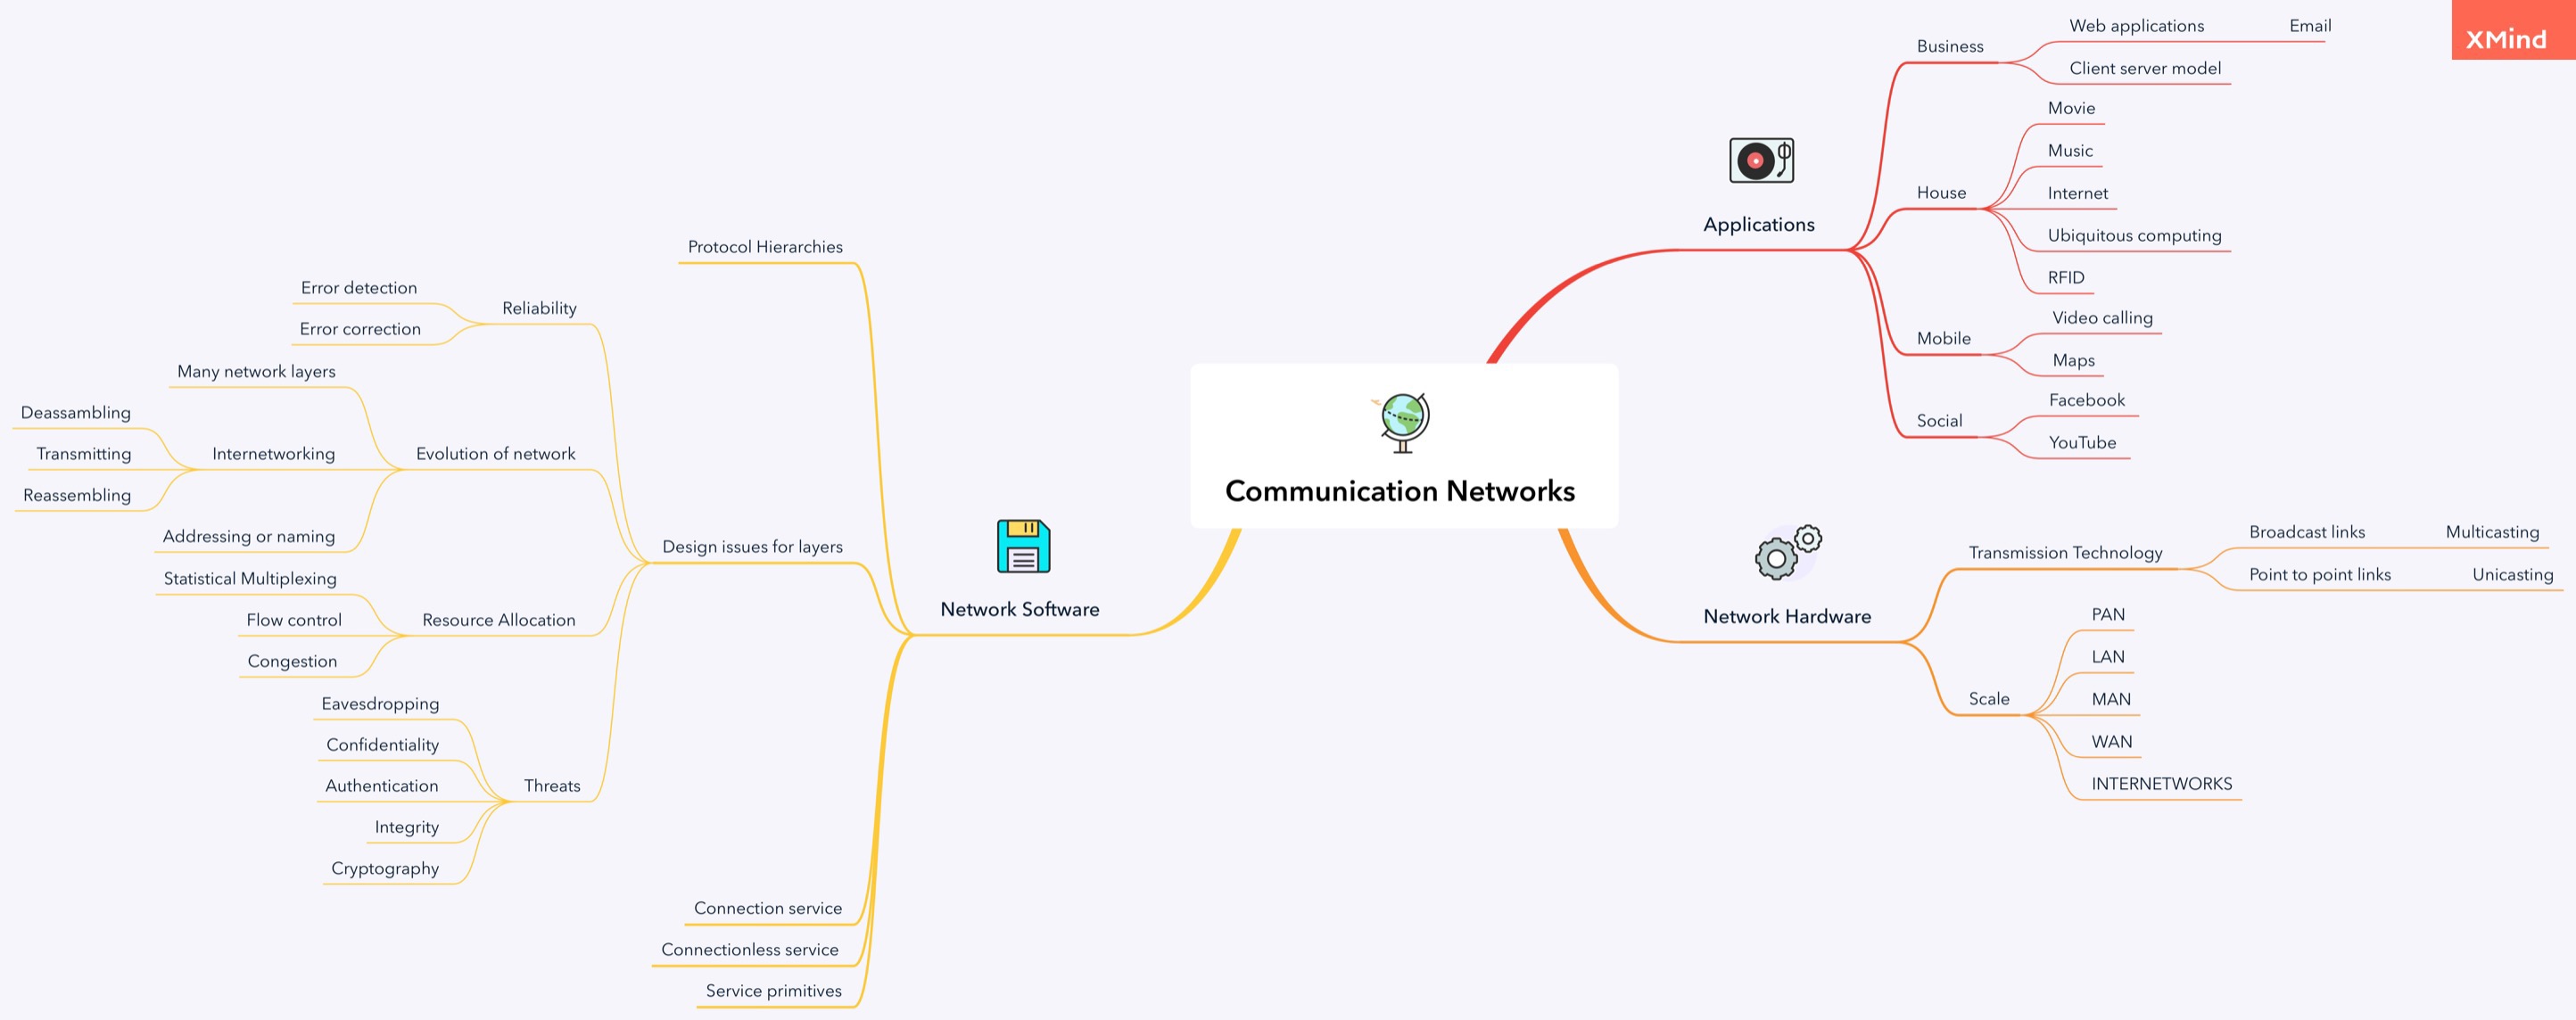 XMind
Communication Networks
Applications
Business
Web applications
Email
Client server model
House
Movie
Music
Internet
Ubiquitous computing
RFID
Mobile
Video calling
Maps
Social
Facebook
YouTube
Network Hardware
Transmission Technology
Broadcast links
Multicasting
Point to point links
Unicasting
Scale
PAN
LAN
MAN
WAN
INTERNETWORKS
Network Software
Protocol Hierarchies
Design issues for layers
Reliability
Error detection
Error correction
Evolution of network
Many network layers
Internetworking
Deassambling
Transmitting
Reassembling
Addressing or naming
Resource Allocation
Statistical Multiplexing
Flow control
Congestion
Threats
Eavesdropping
Confidentiality
Authentication
Integrity
Cryptography
Connection service
Connectionless service
Service primitives